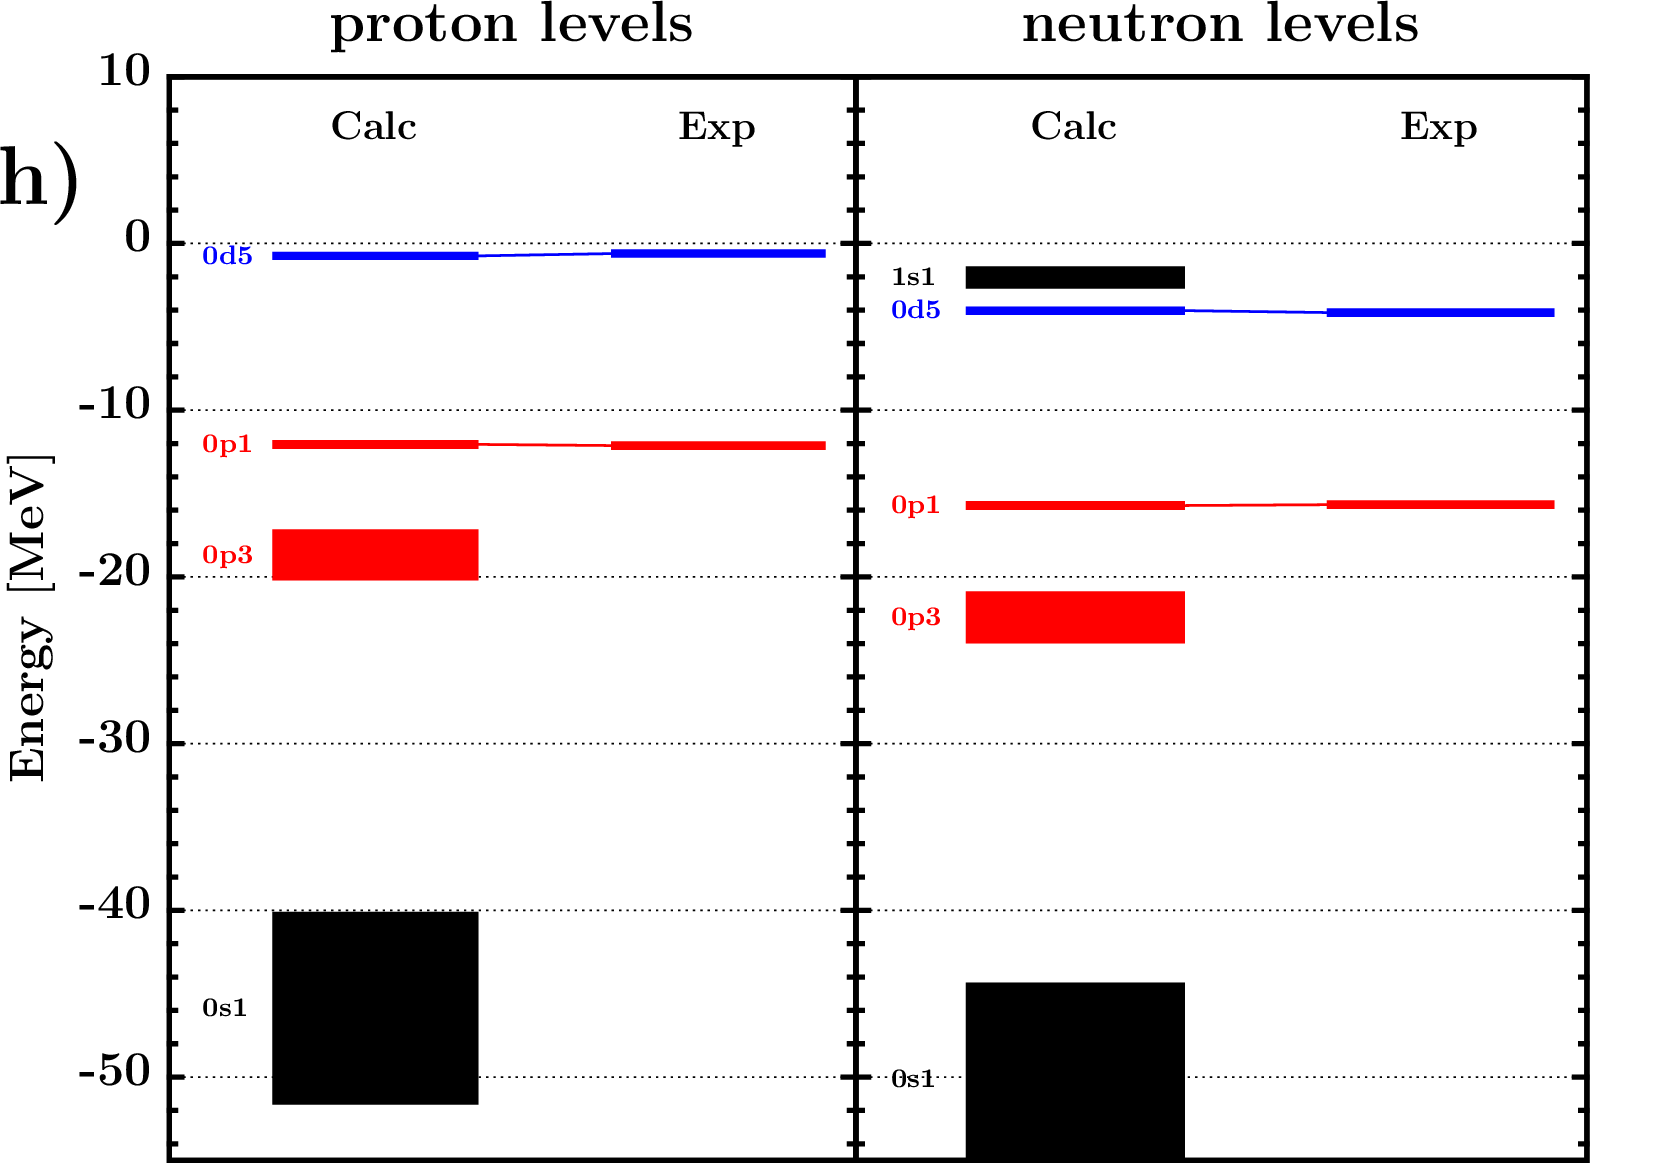 proton levels
neutron levels
h)
Energy [MeV]
10
0
-10
-20
-30
-40
-50
Calc
Exp
0d5
0p1
0p3
0s1
Calc
Exp
1s1
0d5
0p1
0p3
0s1